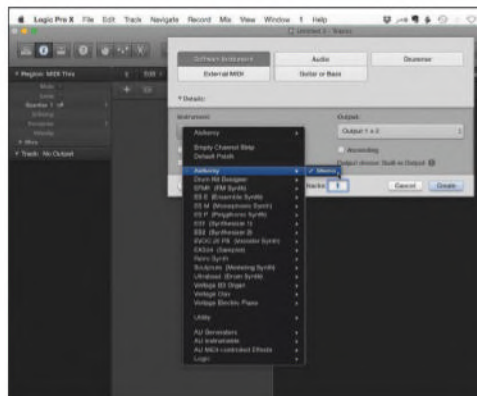 Logic Pro X File Edit Track Navigate Record Mix View Window 1 Help
Untitled 2 - Tracks
Software Instrument Audio Drummer
External MIDI Guitar or Bass
Region: MIDI Thru
Details:
Instrument: Output:
Output 1 + 2
Ascending
Track: No Output
Alchemy
Empty Channel Strip
Default Patch
Alchemy Stereo
Drum Kit Designer
EFM1 (FM Synth)
ES E (Ensemble Synth)
ES M (Monophonic Synth)
ES P (Polyphonic Synth)
ES1 (Synthesizer 1)
ES2 (Synthesizer 2)
EVOC 20 PS (Vocoder Synth)
EXS24 (Sampler)
Retro Synth
Sculpture (Modeling Synth)
Ultrabeat (Drum Synth)
Vintage B3 Organ
Vintage Clav
Vintage Electric Piano
Utility
AU Generators
AU Instruments
AU MIDI-controlled Effects
Logic
Cancel Create